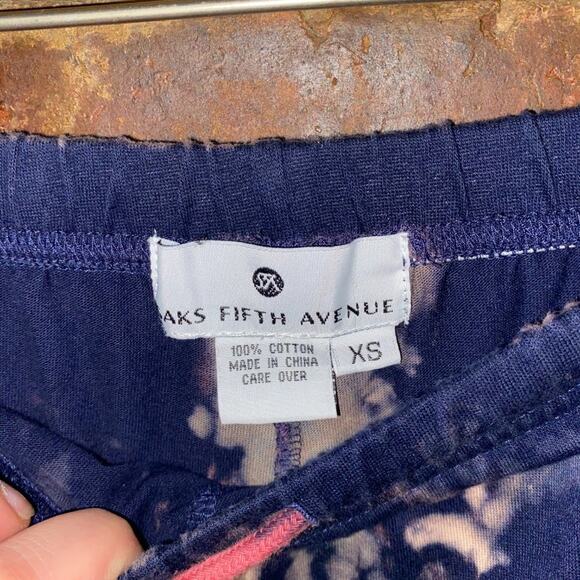 AKS FIFTH AVENUE
100% COTTON
MADE IN CHINA
CARE OVER
XS